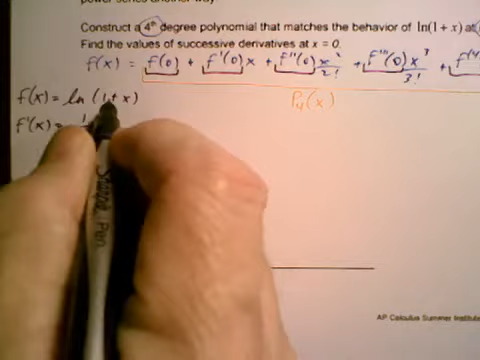 power series another way.
Construct a 4th degree polynomial that matches the behavior of ln(1 + x) at
Find the values of successive derivatives at x = 0.
f(x) = f(0) + f'(0)x + f''(0)x²/2! + f'''(0)x³/3! + f
P₄(x)
f(x) = ln(1+x)
f'(x) = 1
Sharpie Pen
AP Calculus Summer Institute